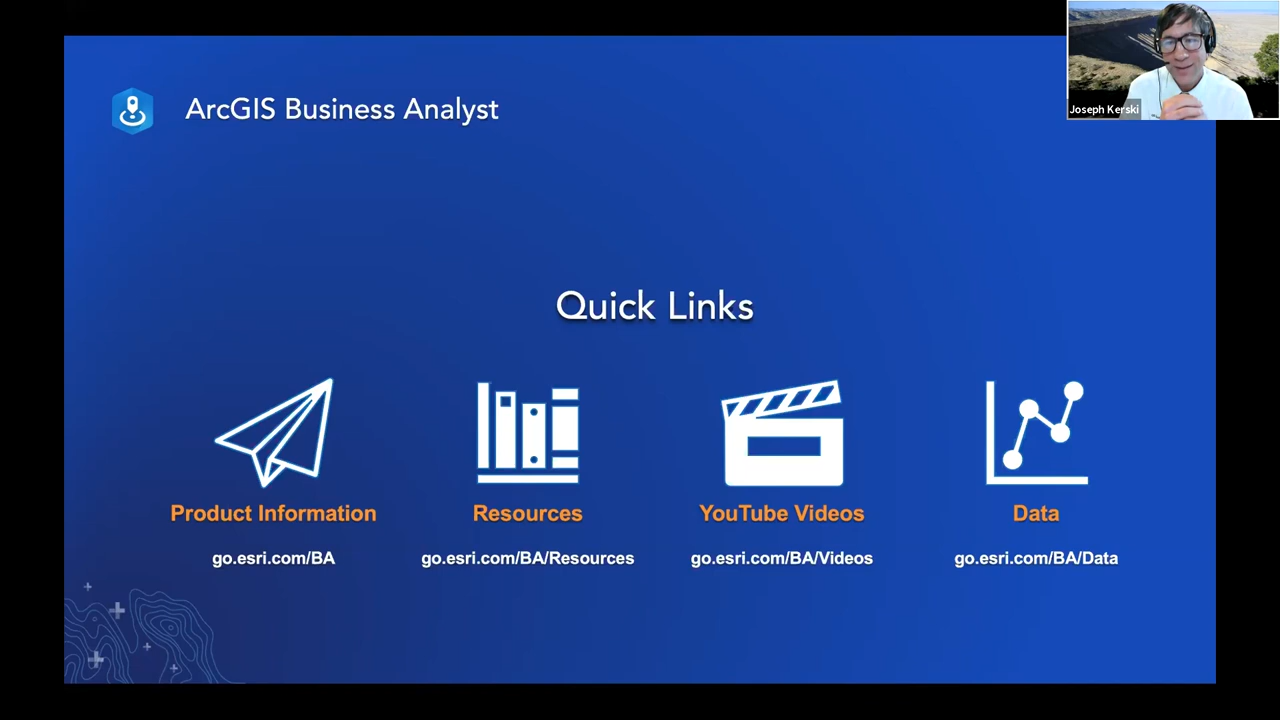 ArcGIS Business Analyst
Joseph Kerski
Quick Links
Product Information
Resources
YouTube Videos
Data
go.esri.com/BA
go.esri.com/BA/Resources
go.esri.com/BA/Videos
go.esri.com/BA/Data